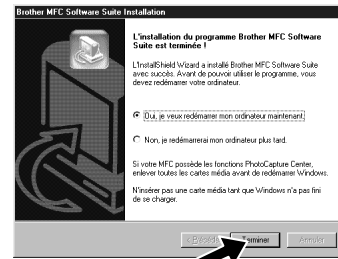 Brother MFC Software Suite Installation
L'installation du programme Brother MFC Software
Suite est terminée !
L'InstallShield Wizard a installé Brother MFC Software Suite
avec succès. Avant de pouvoir utiliser le programme, vous
devez redémarrer votre ordinateur.
Oui, je veux redémarrer mon ordinateur maintenant.
Non, je redémarrerai mon ordinateur plus tard.
Si votre MFC possède les fonctions PhotoCapture Center,
enlever toutes les cartes média avant de redémarrer Windows.
N'insérer pas une carte média tant que Windows n'a pas fini
de se charger.
Terminer Annuler